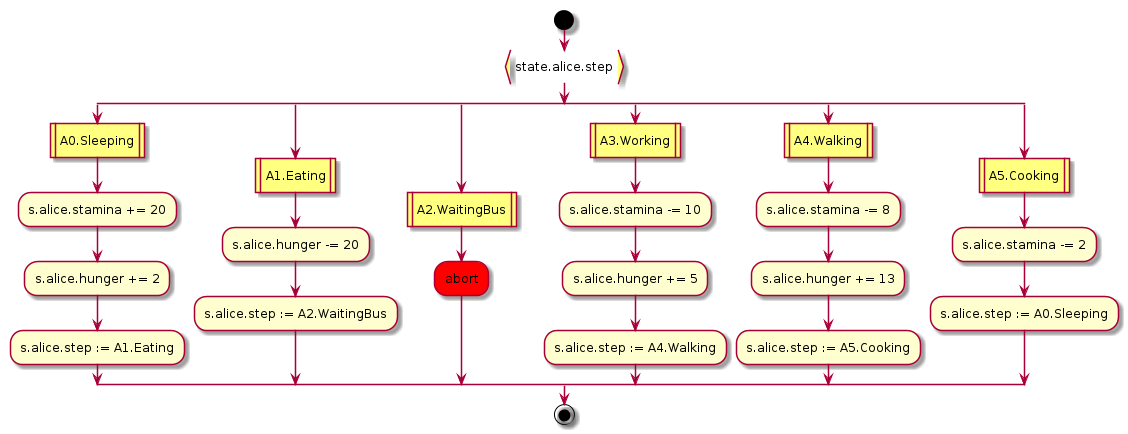 state.alice.step
A0.Sleeping
s.alice.stamina += 20
s.alice.hunger += 2
s.alice.step := A1.Eating
A1.Eating
s.alice.hunger -= 20
s.alice.step := A2.WaitingBus
A2.WaitingBus
abort
A3.Working
s.alice.stamina -= 10
s.alice.hunger += 5
s.alice.step := A4.Walking
A4.Walking
s.alice.stamina -= 8
s.alice.hunger += 13
s.alice.step := A5.Cooking
A5.Cooking
s.alice.stamina -= 2
s.alice.step := A0.Sleeping